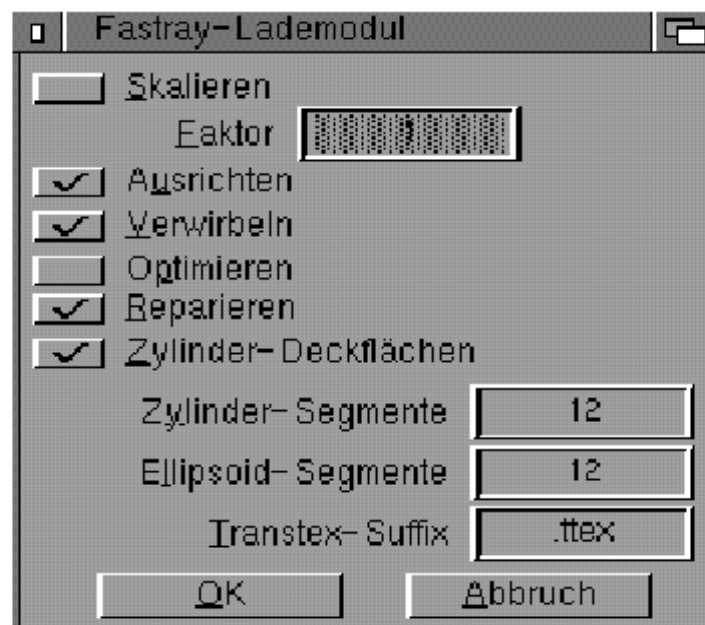 Fastray-Lademodul
Skalieren
Faktor
Ausrichten
Verwirbeln
Optimieren
Reparieren
Zylinder-Deckflächen
Zylinder-Segmente 12
Ellipsoid-Segmente 12
Transtex-Suffix .ttex
OK Abbruch